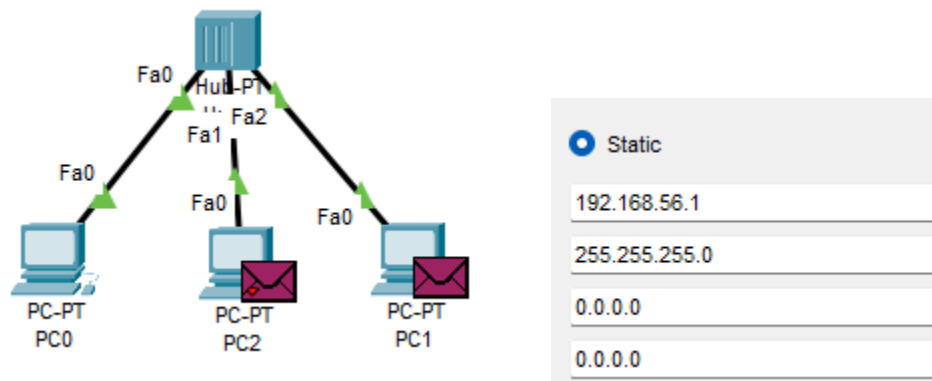 Fa0
Hub-PT
Fa2
Fa1
Fa0
Fa0
Fa0
PC-PT
PC0
PC-PT
PC2
PC-PT
PC1
Static
192.168.56.1
255.255.255.0
0.0.0.0
0.0.0.0